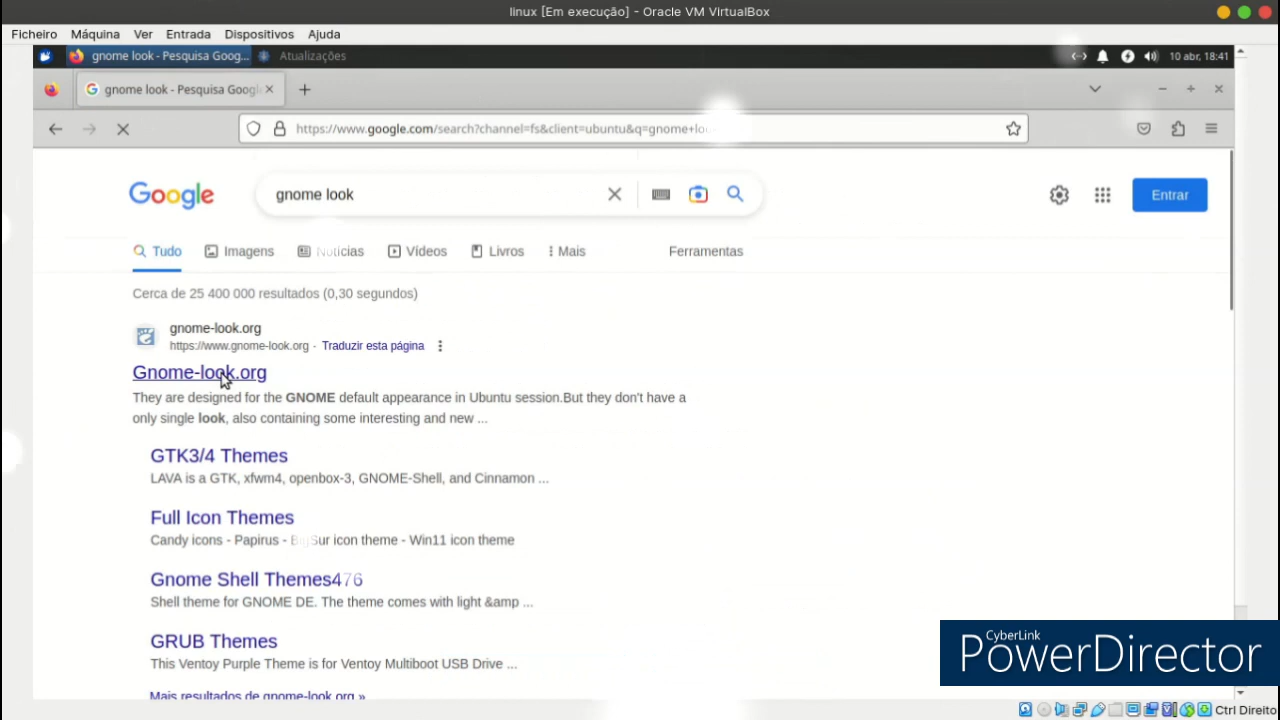 linux [Em execução] - Oracle VM VirtualBox
Ficheiro Máquina Ver Entrada Dispositivos Ajuda
gnome look - Pesquisa Goog... Atualizações 10 abr, 18:41
gnome look - Pesquisa Google
https://www.google.com/search?channel=fs&client=ubuntu&q=gnome+lo
Google gnome look Entrar
Tudo Imagens Notícias Vídeos Livros Mais Ferramentas
Cerca de 25 400 000 resultados (0,30 segundos)
gnome-look.org
https://www.gnome-look.org · Traduzir esta página
Gnome-look.org
They are designed for the GNOME default appearance in Ubuntu session.But they don't have a
only single look, also containing some interesting and new ...
GTK3/4 Themes
LAVA is a GTK, xfwm4, openbox-3, GNOME-Shell, and Cinnamon ...
Full Icon Themes
Candy icons - Papirus - BigSur icon theme - Win11 icon theme
Gnome Shell Themes476
Shell theme for GNOME DE. The theme comes with light &amp ...
GRUB Themes
This Ventoy Purple Theme is for Ventoy Multiboot USB Drive ...
Mais resultados de gnome-look.org »
CyberLink
PowerDirector
Ctrl Direito